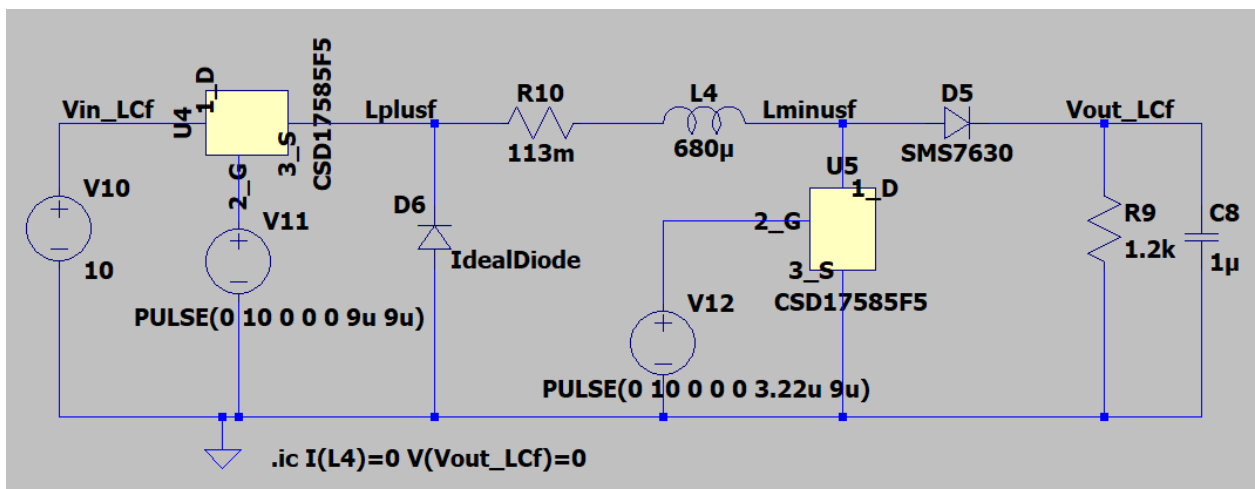 Vin_LCf
U4
1_D
2_G
3_S
CSD17585F5
Lplusf
R10
113m
L4
680µ
Lminusf
D5
SMS7630
Vout_LCf
V10
10
V11
PULSE(0 10 0 0 0 9u 9u)
D6
IdealDiode
U5
1_D
2_G
3_S
CSD17585F5
V12
PULSE(0 10 0 0 0 3.22u 9u)
R9
1.2k
C8
1µ
.ic I(L4)=0 V(Vout_LCf)=0